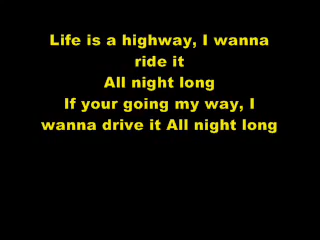 Life is a highway, I wanna
ride it
All night long
If your going my way, I
wanna drive it All night long